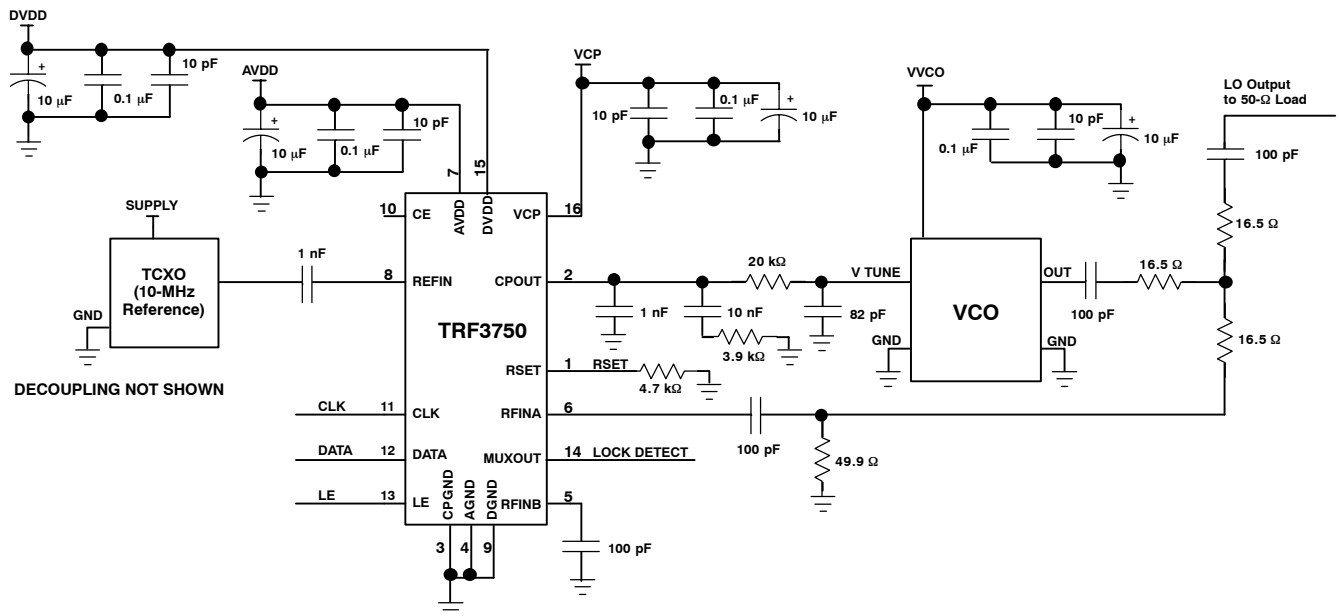 DVDD
+
10 µF
0.1 µF
10 pF
AVDD
+
10 µF
0.1 µF
10 pF
VCP
10 pF
0.1 µF
+
10 µF
VVCO
0.1 µF
10 pF
+
10 µF
LO Output
to 50-Ω Load
100 pF
16.5 Ω
SUPPLY
TCXO
(10-MHz
Reference)
GND
DECOUPLING NOT SHOWN
1 nF
7
15
10
CE
AVDD
DVDD
VCP
16
8
REFIN
CPOUT
2
TRF3750
20 kΩ
1 nF
10 nF
3.9 kΩ
82 pF
V TUNE
VCO
OUT
GND
GND
100 pF
16.5 Ω
16.5 Ω
RSET
1
RSET
4.7 kΩ
CLK
11
CLK
RFINA
6
100 pF
49.9 Ω
DATA
12
DATA
MUXOUT
14
LOCK DETECT
LE
13
LE
CPGND
AGND
DGND
RFINB
5
100 pF
3
4
9